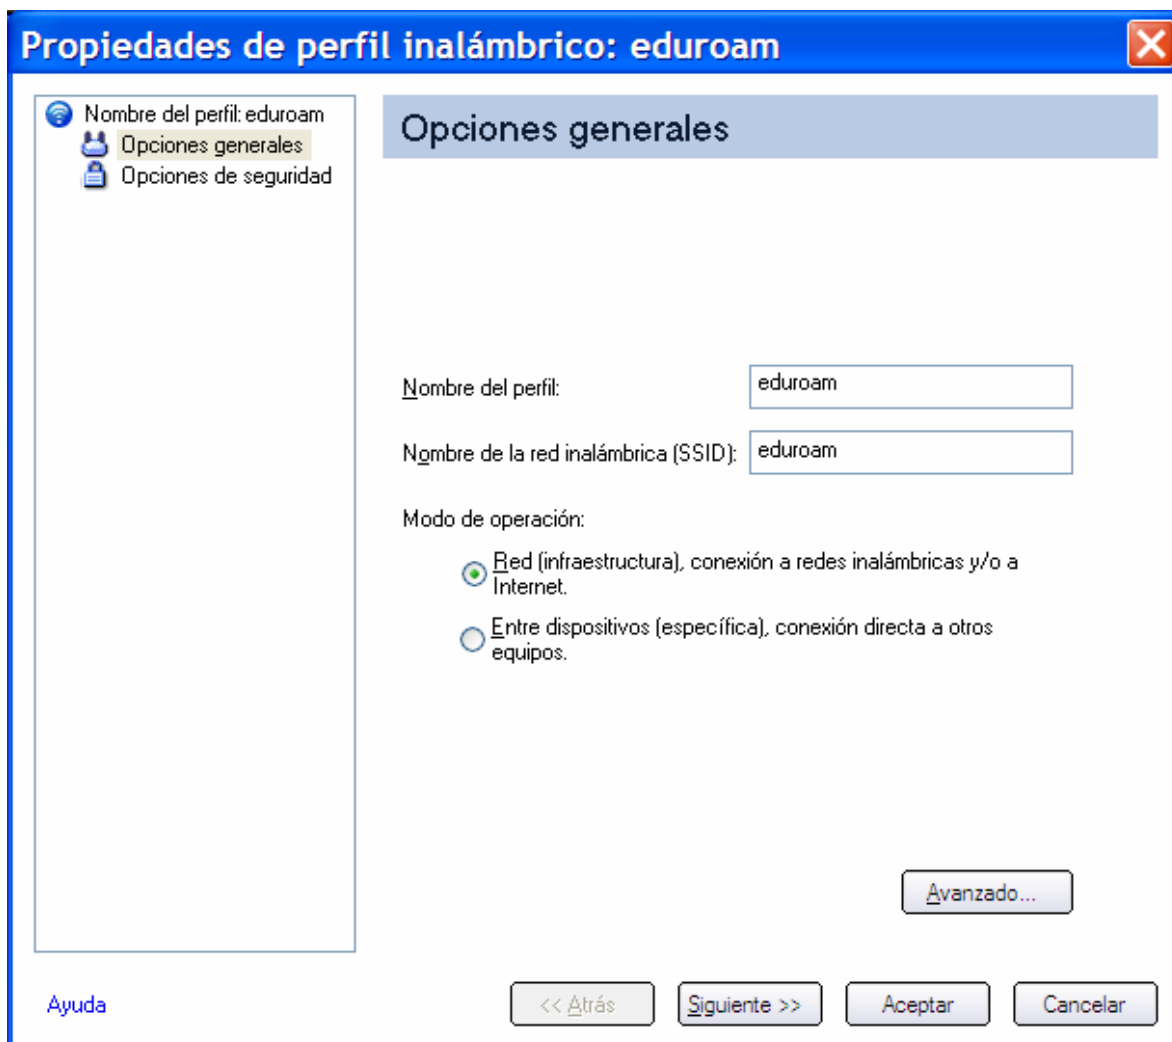 Propiedades de perfil inalámbrico: eduroam
Nombre del perfil: eduroam
Opciones generales
Opciones de seguridad
Opciones generales
Nombre del perfil:
eduroam
Nombre de la red inalámbrica (SSID):
eduroam
Modo de operación:
Red (infraestructura), conexión a redes inalámbricas y/o a
Internet.
Entre dispositivos (específica), conexión directa a otros
equipos.
Avanzado...
Ayuda
<< Atrás
Siguiente >>
Aceptar
Cancelar